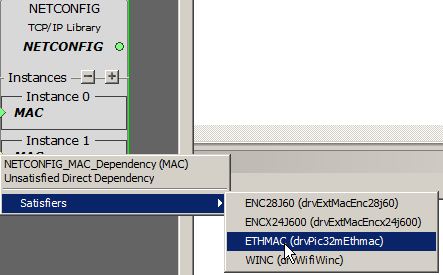 NETCONFIG
TCP/IP Library
NETCONFIG
Instances
Instance 0
MAC
Instance 1
NETCONFIG_MAC_Dependency (MAC)
Unsatisfied Direct Dependency
Satisfiers
ENC28J60 (drvExtMacEnc28j60)
ENCX24J600 (drvExtMacEncx24j600)
ETHMAC (drvPic32mEthmac)
WINC (drvWifiWinc)